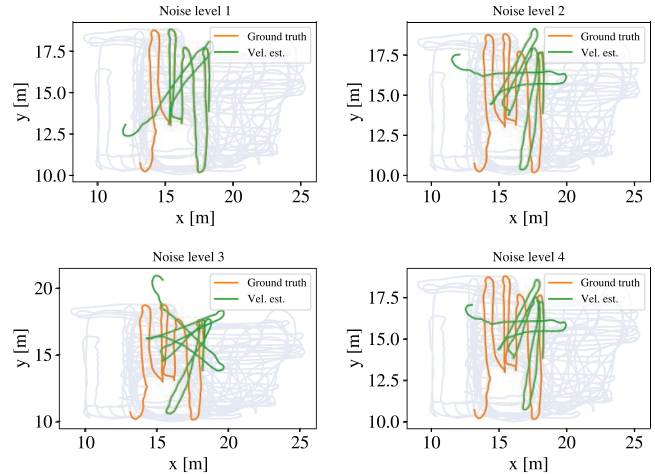 Noise level 1
Ground truth
Vel. est.
17.5
15.0
12.5
10.0
y [m]
10
15
20
25
x [m]
Noise level 2
Ground truth
Vel. est.
17.5
15.0
12.5
10.0
y [m]
10
15
20
25
x [m]
Noise level 3
Ground truth
Vel. est.
20
15
10
y [m]
10
15
20
25
x [m]
Noise level 4
Ground truth
Vel. est.
17.5
15.0
12.5
10.0
y [m]
10
15
20
25
x [m]